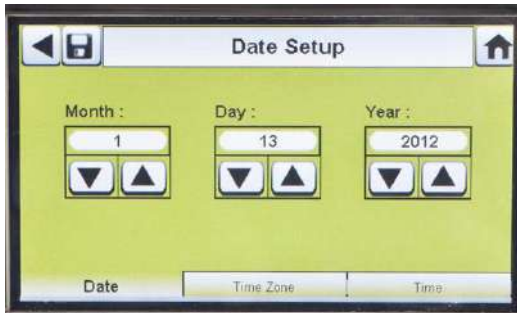 Date Setup
Month : Day : Year :
1 13 2012
Date Time Zone Time